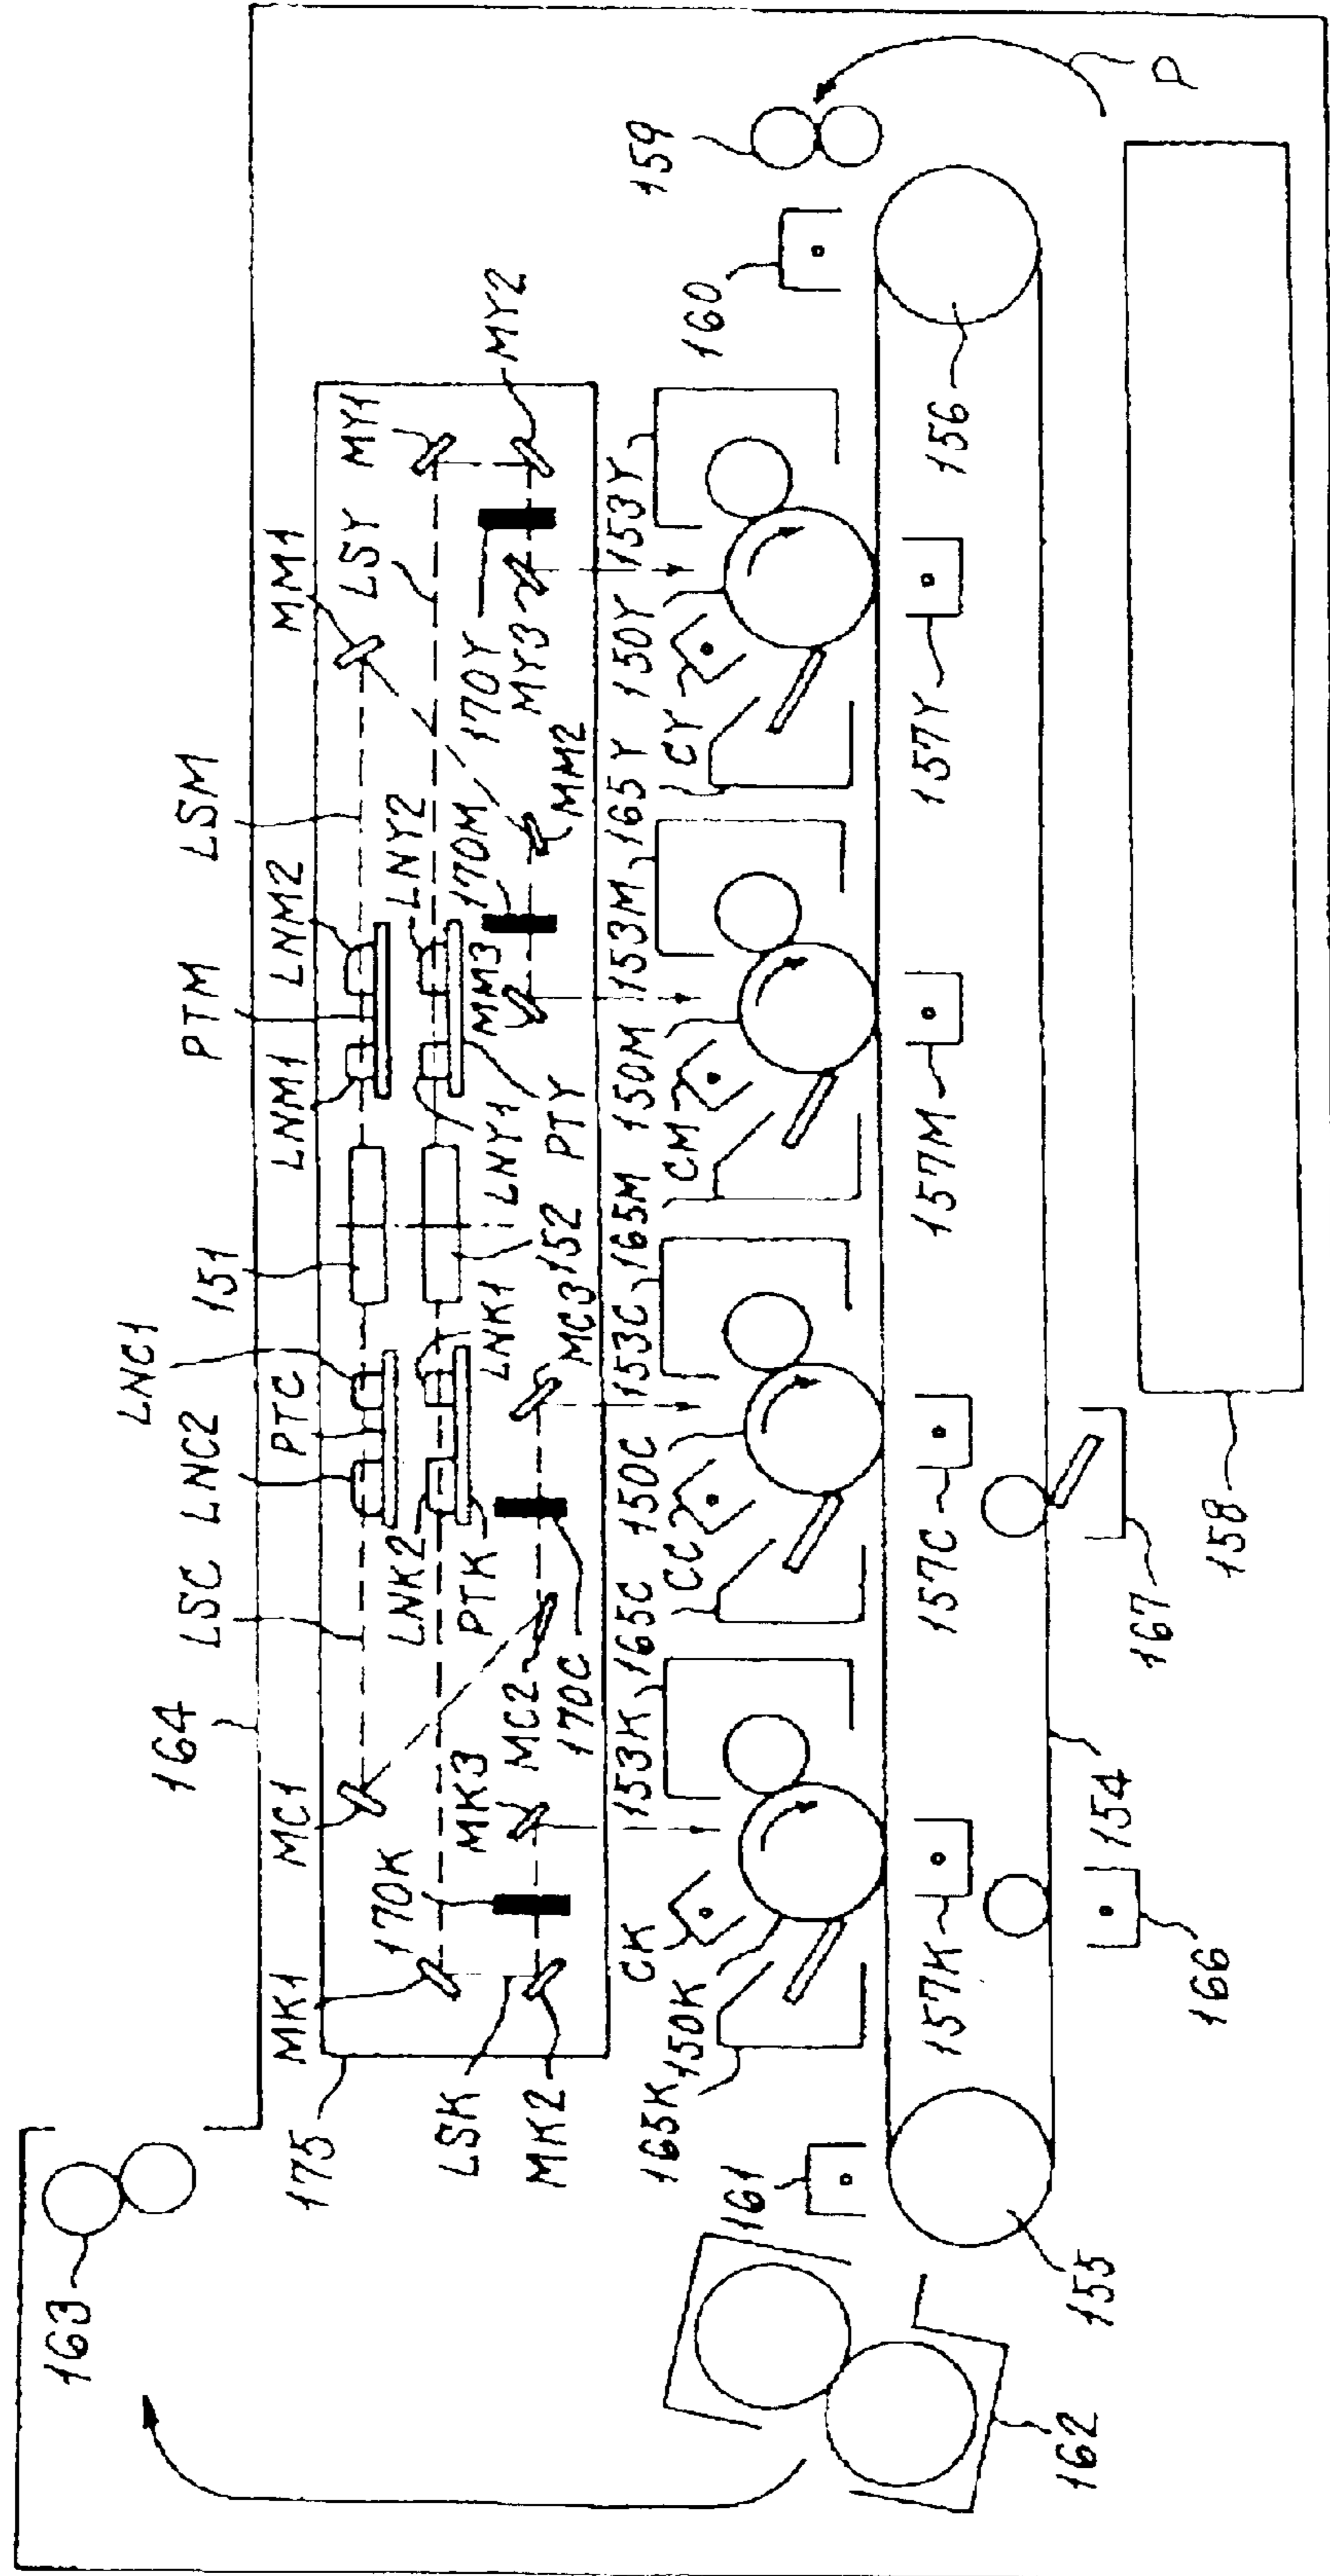 163
175
MK1
MC1
164
LSC
LNC2
PTC
LNC1
151
LNM1
PTM
LNM2
LSM
MM1
LSY
MY1
MY2
LSK
MK2
170K
MK3
MC2
170C
LNK2
PTK
LNK1
MC3
152
LNY1
PTY
MM3
LNY2
170M
MM2
170Y
MY3
161
165K
150K
CK
153K
165C
CC
150C
153C
165M
CM
150M
153M
165Y
CY
150Y
153Y
160
159
P
162
155
157K
166
154
157C
167
157M
157Y
156
158